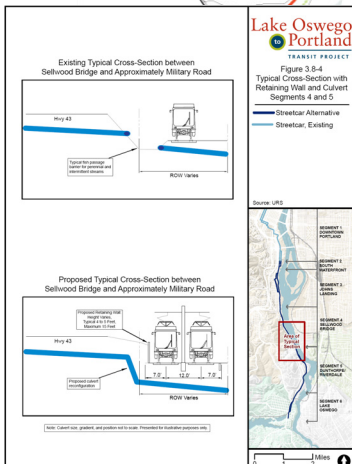 Lake Oswego
to Portland
TRANSIT PROJECT
Figure 3.8-4
Typical Cross-Section with
Retaining Wall and Culvert
Segments 4 and 5
Streetcar Alternative
Streetcar, Existing
Source: URS
Existing Typical Cross-Section between
Sellwood Bridge and Approximately Military Road
Hwy 43
Typical fish passage
barrier for perennial and
intermittent streams
ROW Varies
Proposed Typical Cross-Section between
Sellwood Bridge and Approximately Military Road
Proposed Retaining Wall
Height Varies,
Typical 4 to 5 Feet,
Maximum 15 Feet
Hwy 43
7.0' 12.0' 7.0'
Proposed culvert
reconfiguration
ROW Varies
Note: Culvert size, gradient, and position not to scale. Presented for illustrative purposes only.
SEGMENT 1
DOWNTOWN
PORTLAND
SEGMENT 2
SOUTH
WATERFRONT
SEGMENT 3
JOHNS
LANDING
SEGMENT 4
SELLWOOD
BRIDGE
Area of
Typical
Section
SEGMENT 5
DUNTHORPE/
RIVERDALE
SEGMENT 6
LAKE
OSWEGO
Miles
0 1 2